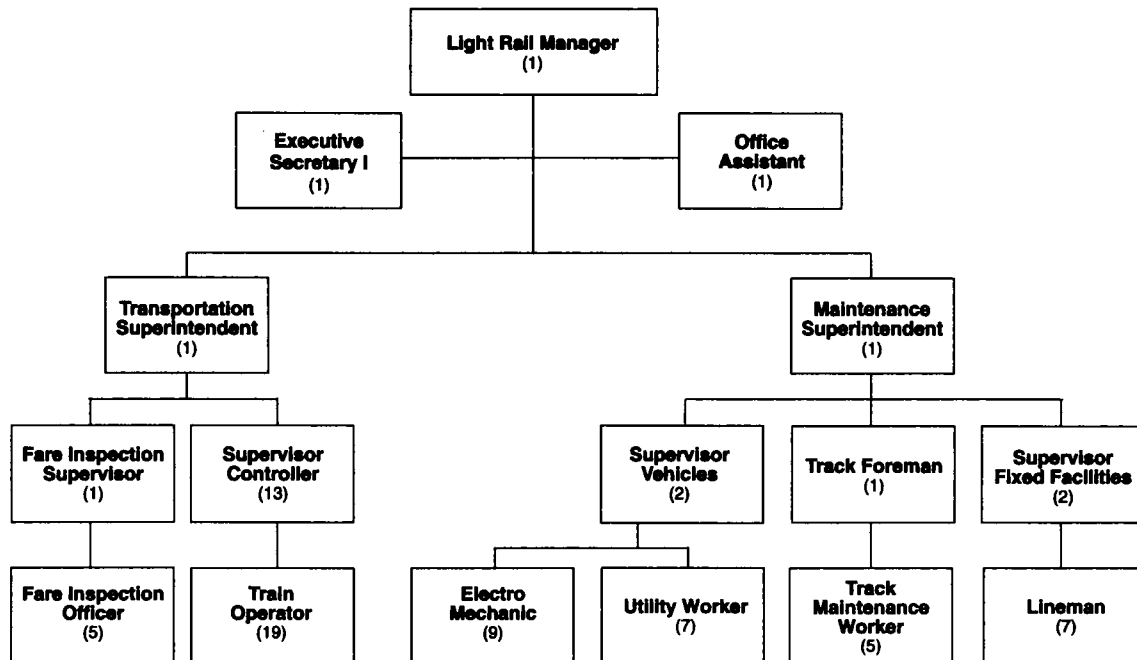 Light Rail Manager
(1)
Executive
Secretary I
(1)
Office
Assistant
(1)
Transportation
Superintendent
(1)
Maintenance
Superintendent
(1)
Fare Inspection
Supervisor
(1)
Supervisor
Controller
(13)
Supervisor
Vehicles
(2)
Track Foreman
(1)
Supervisor
Fixed Facilities
(2)
Fare Inspection
Officer
(5)
Train
Operator
(19)
Electro
Mechanic
(9)
Utility Worker
(7)
Track
Maintenance
Worker
(5)
Lineman
(7)